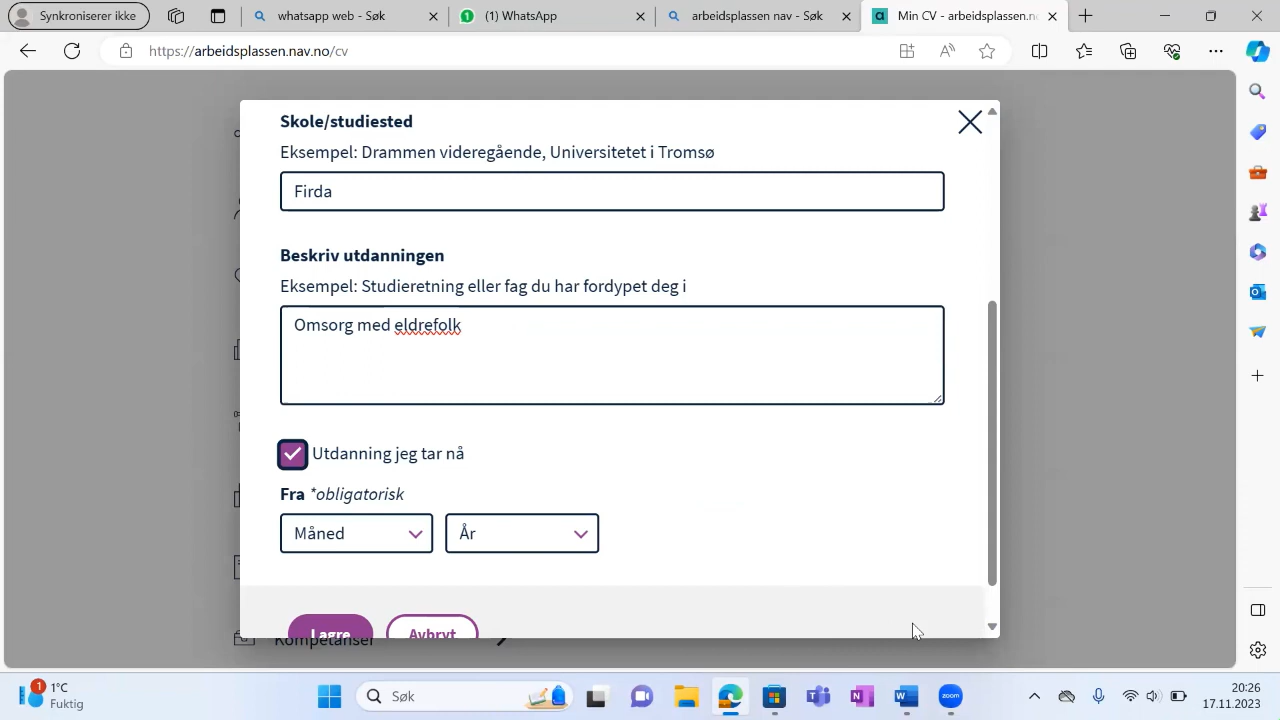 Synkroniserer ikke
whatsapp web - Søk
(1) WhatsApp
arbeidsplassen nav - Søk
Min CV - arbeidsplassen.n
https://arbeidsplassen.nav.no/cv
Skole/studiested
Eksempel: Drammen videregående, Universitetet i Tromsø
Firda
Beskriv utdanningen
Eksempel: Studieretning eller fag du har fordypet deg i
Omsorg med eldrefolk
Utdanning jeg tar nå
Fra *obligatorisk
Måned
År
Lagre
Avbryt
Kompetanser
1°C
Fuktig
Søk
20:26
17.11.2023